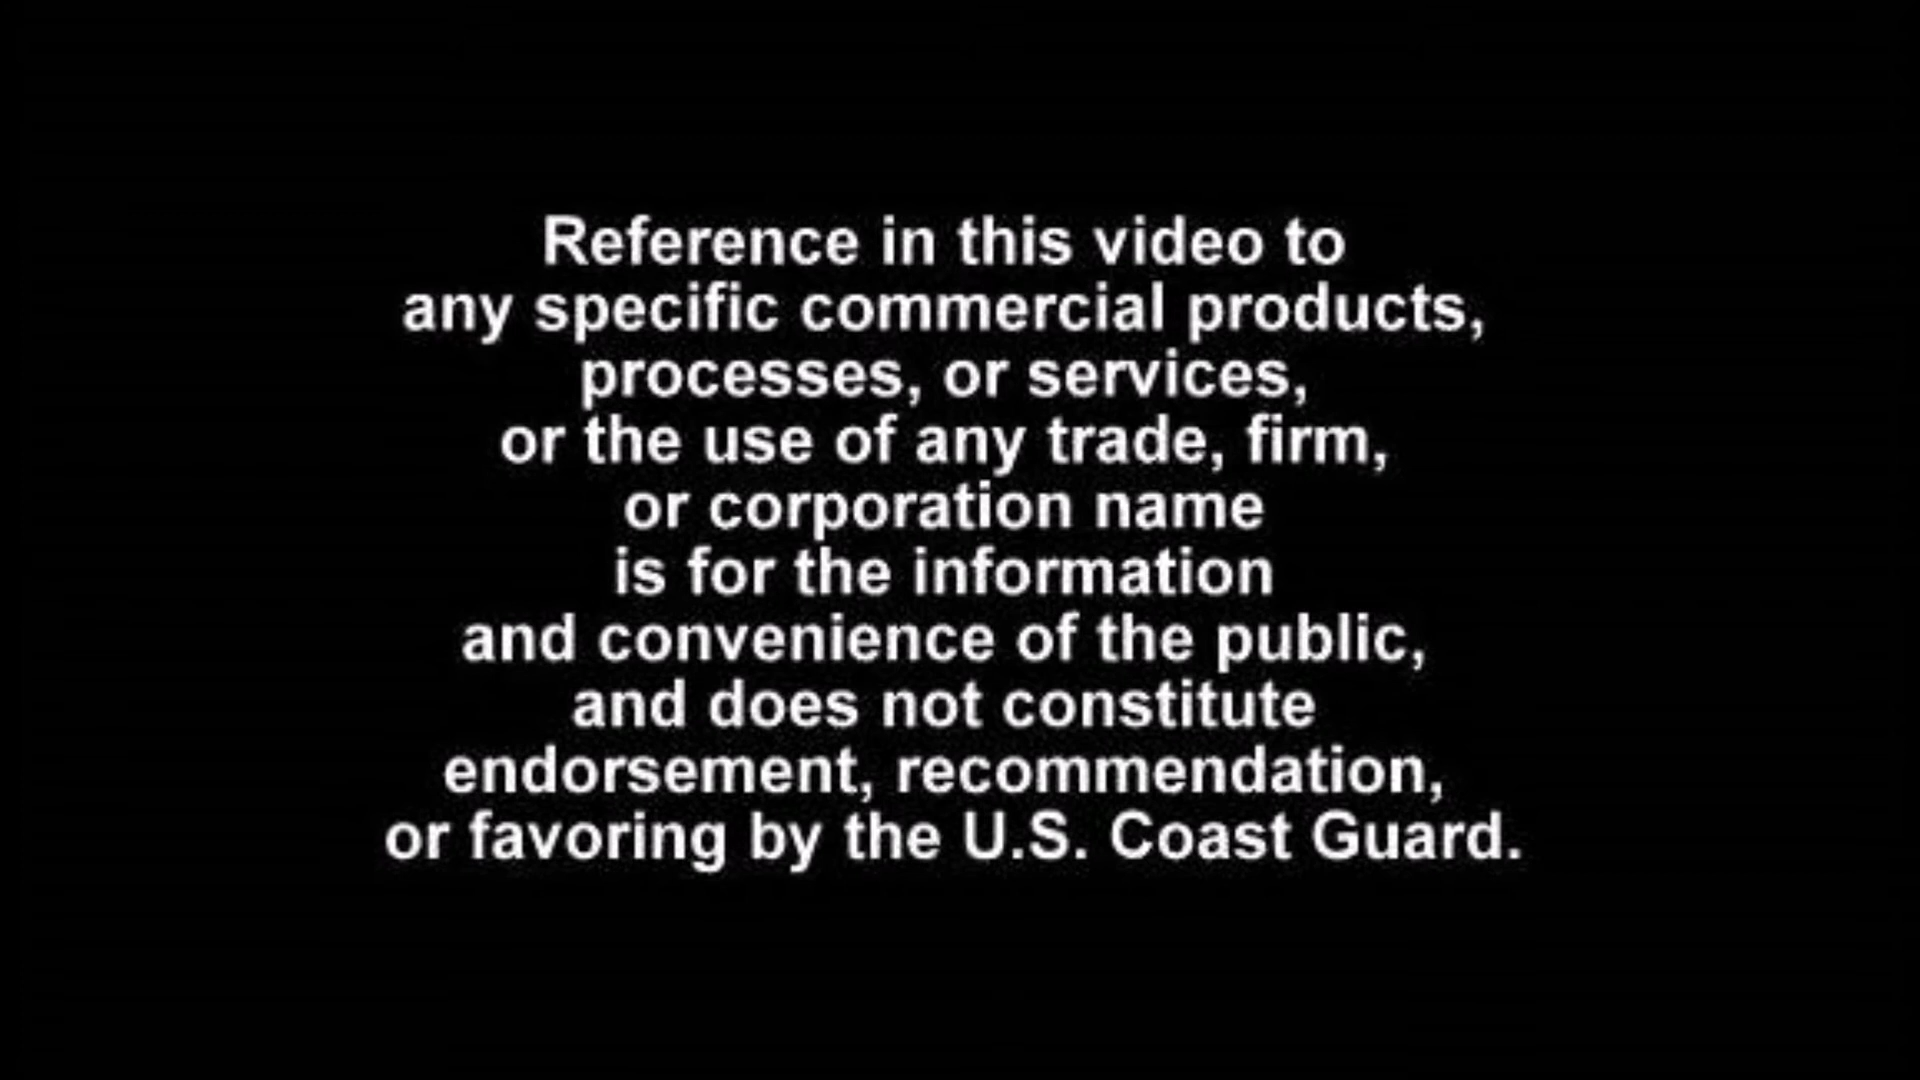 Reference in this video to
any specific commercial products,
processes, or services,
or the use of any trade, firm,
or corporation name
is for the information
and convenience of the public,
and does not constitute
endorsement, recommendation,
or favoring by the U.S. Coast Guard.